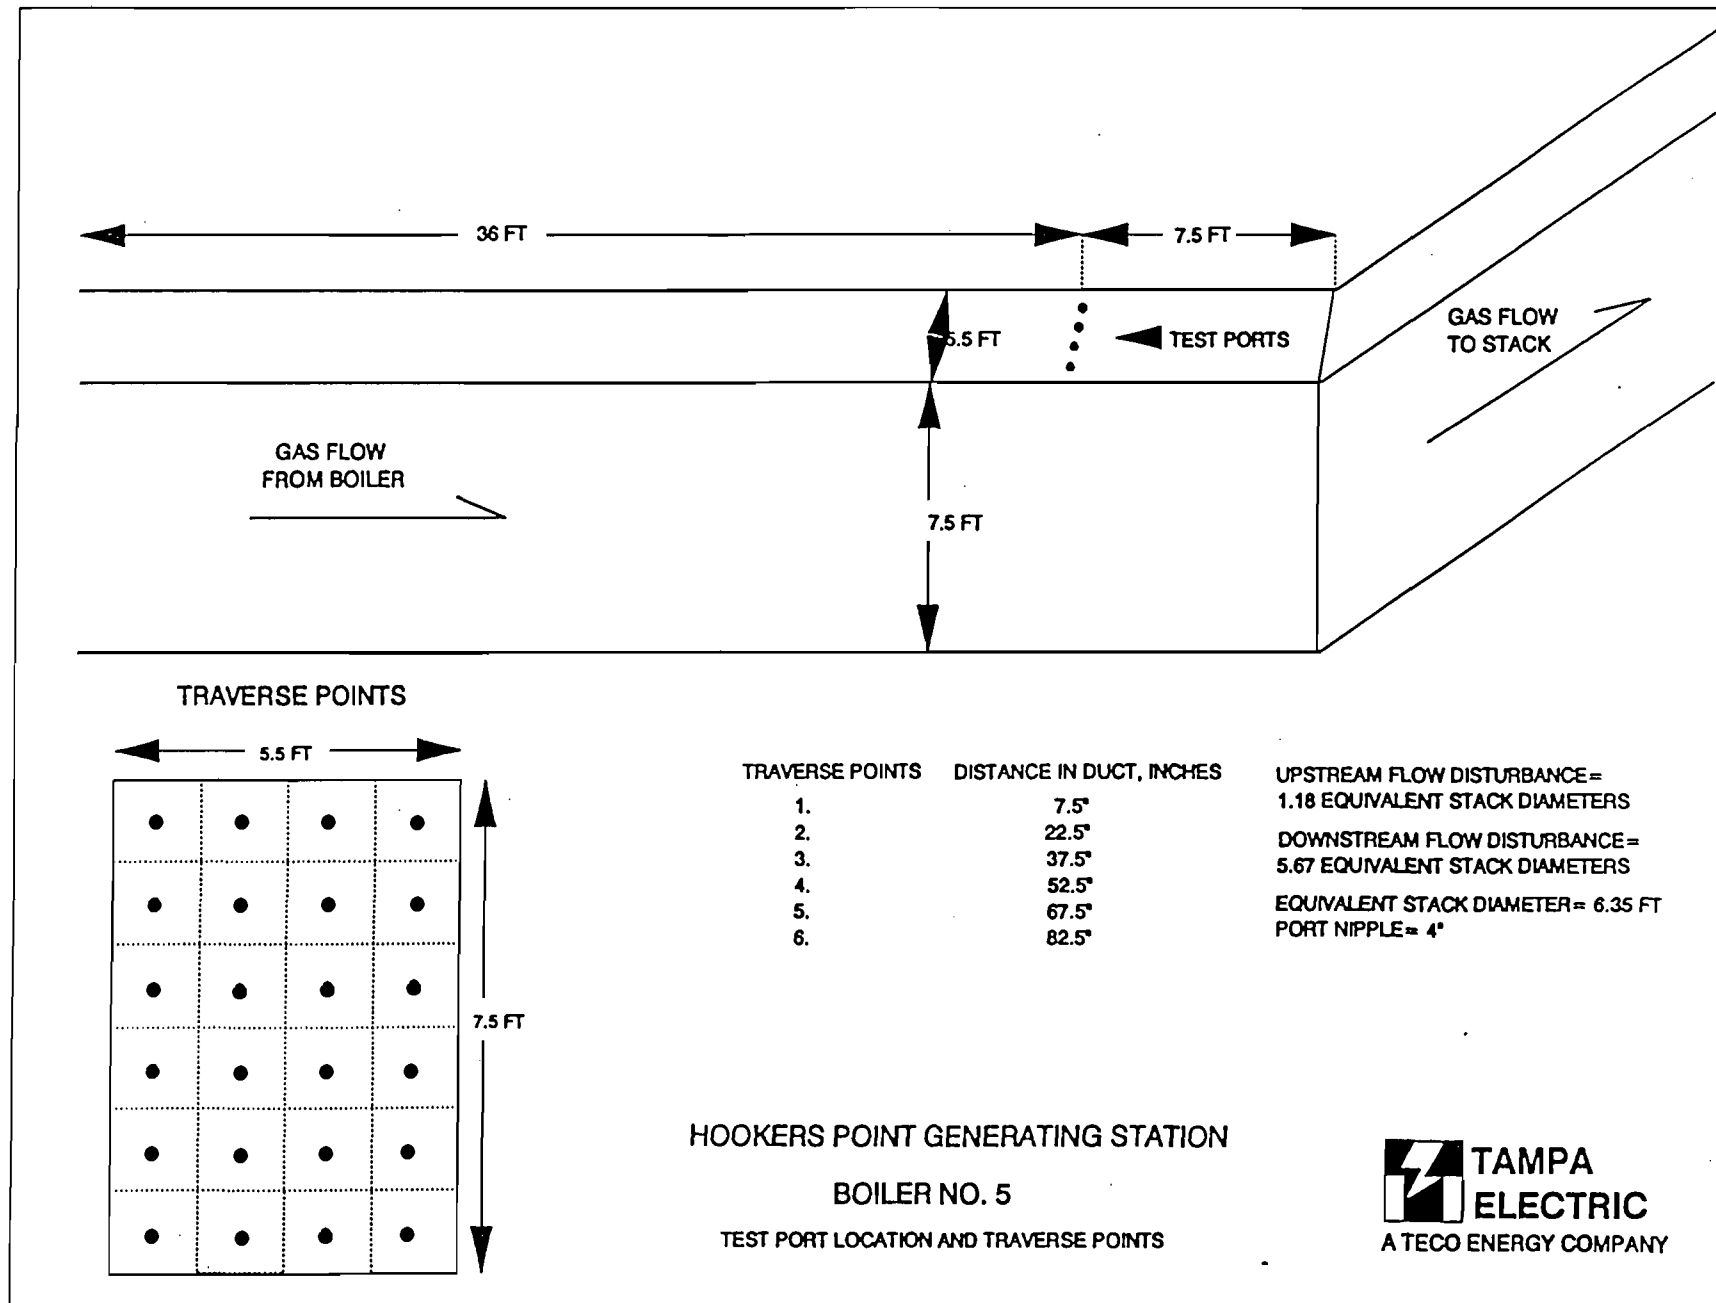 36 FT
7.5 FT
5.5 FT
TEST PORTS
GAS FLOW
TO STACK
GAS FLOW
FROM BOILER
7.5 FT
TRAVERSE POINTS
5.5 FT
7.5 FT
TRAVERSE POINTS DISTANCE IN DUCT, INCHES
1. 7.5"
2. 22.5"
3. 37.5"
4. 52.5"
5. 67.5"
6. 82.5"
UPSTREAM FLOW DISTURBANCE=
1.18 EQUIVALENT STACK DIAMETERS
DOWNSTREAM FLOW DISTURBANCE=
5.67 EQUIVALENT STACK DIAMETERS
EQUIVALENT STACK DIAMETER= 6.35 FT
PORT NIPPLE= 4"
HOOKERS POINT GENERATING STATION
BOILER NO. 5
TEST PORT LOCATION AND TRAVERSE POINTS
TAMPA
ELECTRIC
A TECO ENERGY COMPANY